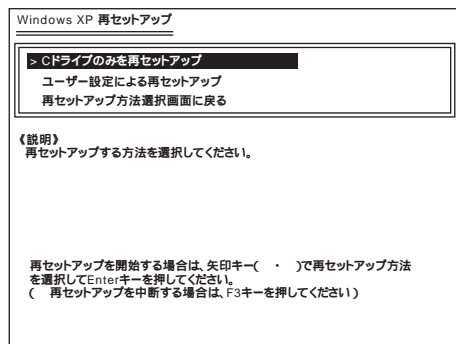 Windows XP 再セットアップ
> Cドライブのみを再セットアップ
ユーザー設定による再セットアップ
再セットアップ方法選択画面に戻る
《説明》
再セットアップする方法を選択してください。
再セットアップを開始する場合は、矢印キー( ・ )で再セットアップ方法
を選択してEnterキーを押してください。
( 再セットアップを中断する場合は、F3キーを押してください)